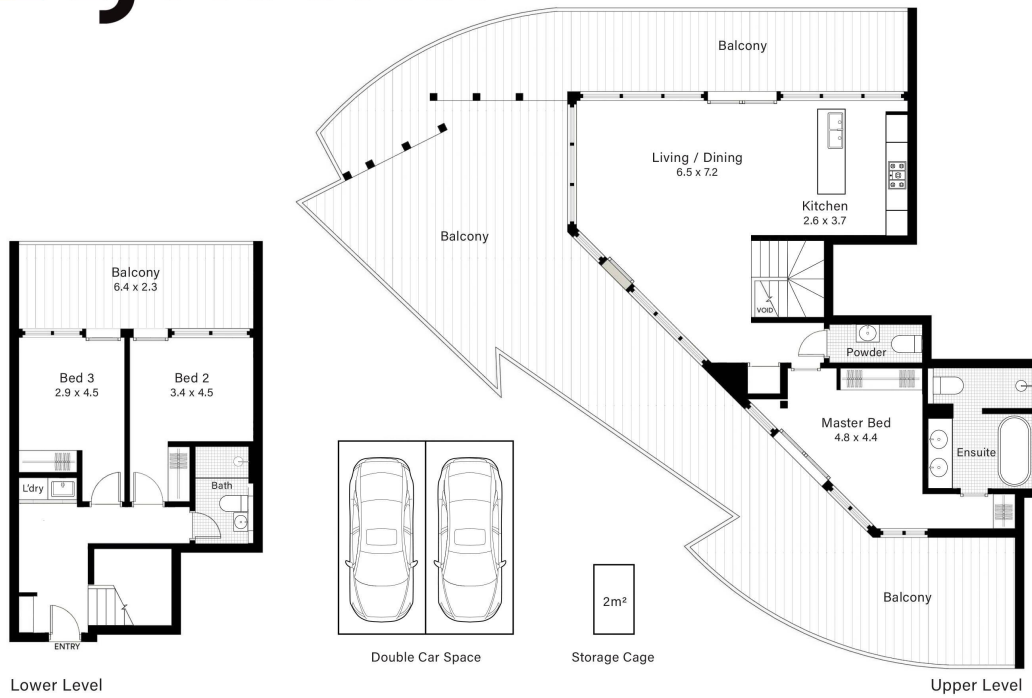 Balcony
Living / Dining
6.5 x 7.2
Kitchen
2.6 x 3.7
Balcony
VOID
Powder
Master Bed
4.8 x 4.4
Ensuite
Balcony
Upper Level
Balcony
6.4 x 2.3
Bed 3
2.9 x 4.5
Bed 2
3.4 x 4.5
L'dry
Bath
ENTRY
Lower Level
Double Car Space
2m²
Storage Cage